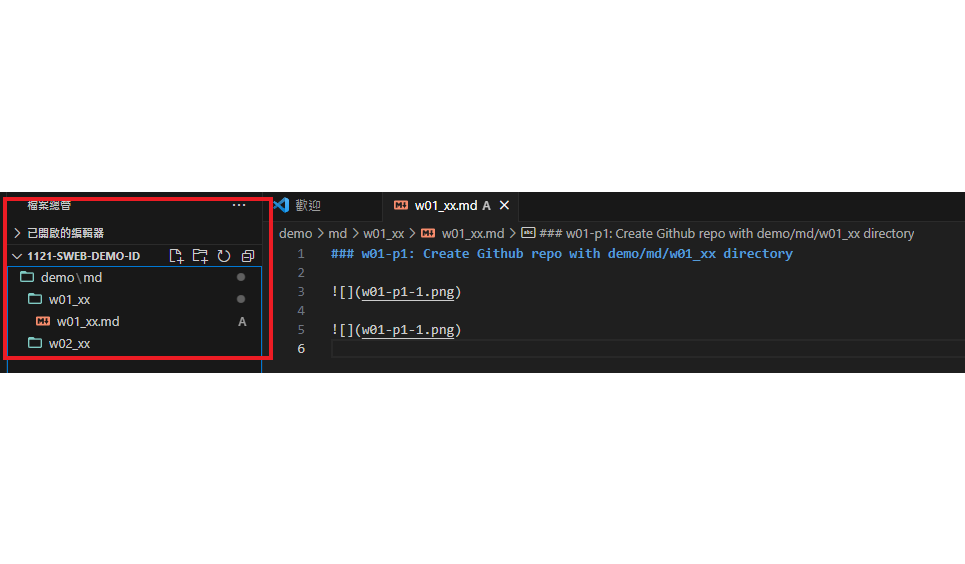 檔案總管 ...
已開啟的編輯器
1121-SWEB-DEMO-ID
demo\md
w01_xx
w01_xx.md A
w02_xx
歡迎
w01_xx.md A
demo > md > w01_xx > w01_xx.md > ### w01-p1: Create Github repo with demo/md/w01_xx directory
1 ### w01-p1: Create Github repo with demo/md/w01_xx directory
2
3 ![](w01-p1-1.png)
4
5 ![](w01-p1-1.png)
6